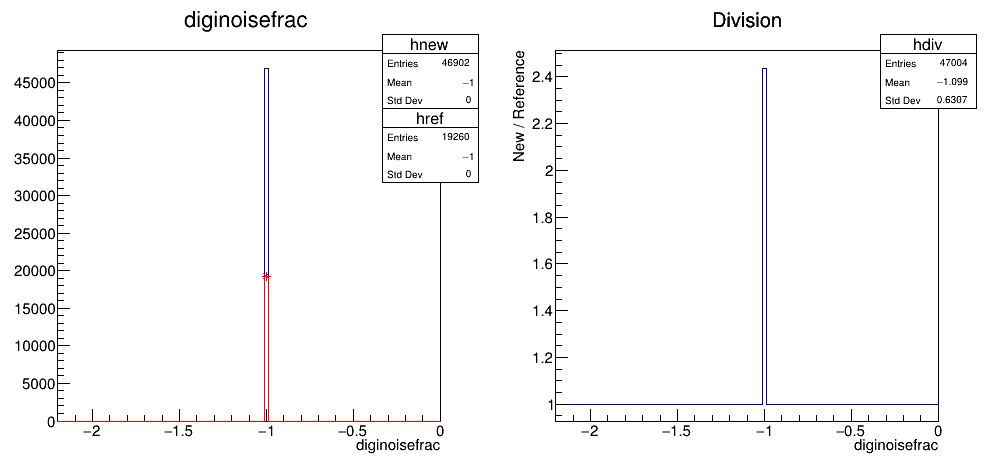 diginoisefrac
hnew
Entries 46902
Mean −1
Std Dev 0
href
Entries 19260
Mean −1
Std Dev 0
45000
40000
35000
30000
25000
20000
15000
10000
5000
0
−2 −1.5 −1 −0.5 0
diginoisefrac
Division
hdiv
Entries 47004
Mean −1.099
Std Dev 0.6307
New / Reference
2.4
2.2
2
1.8
1.6
1.4
1.2
1
−2 −1.5 −1 −0.5 0
diginoisefrac